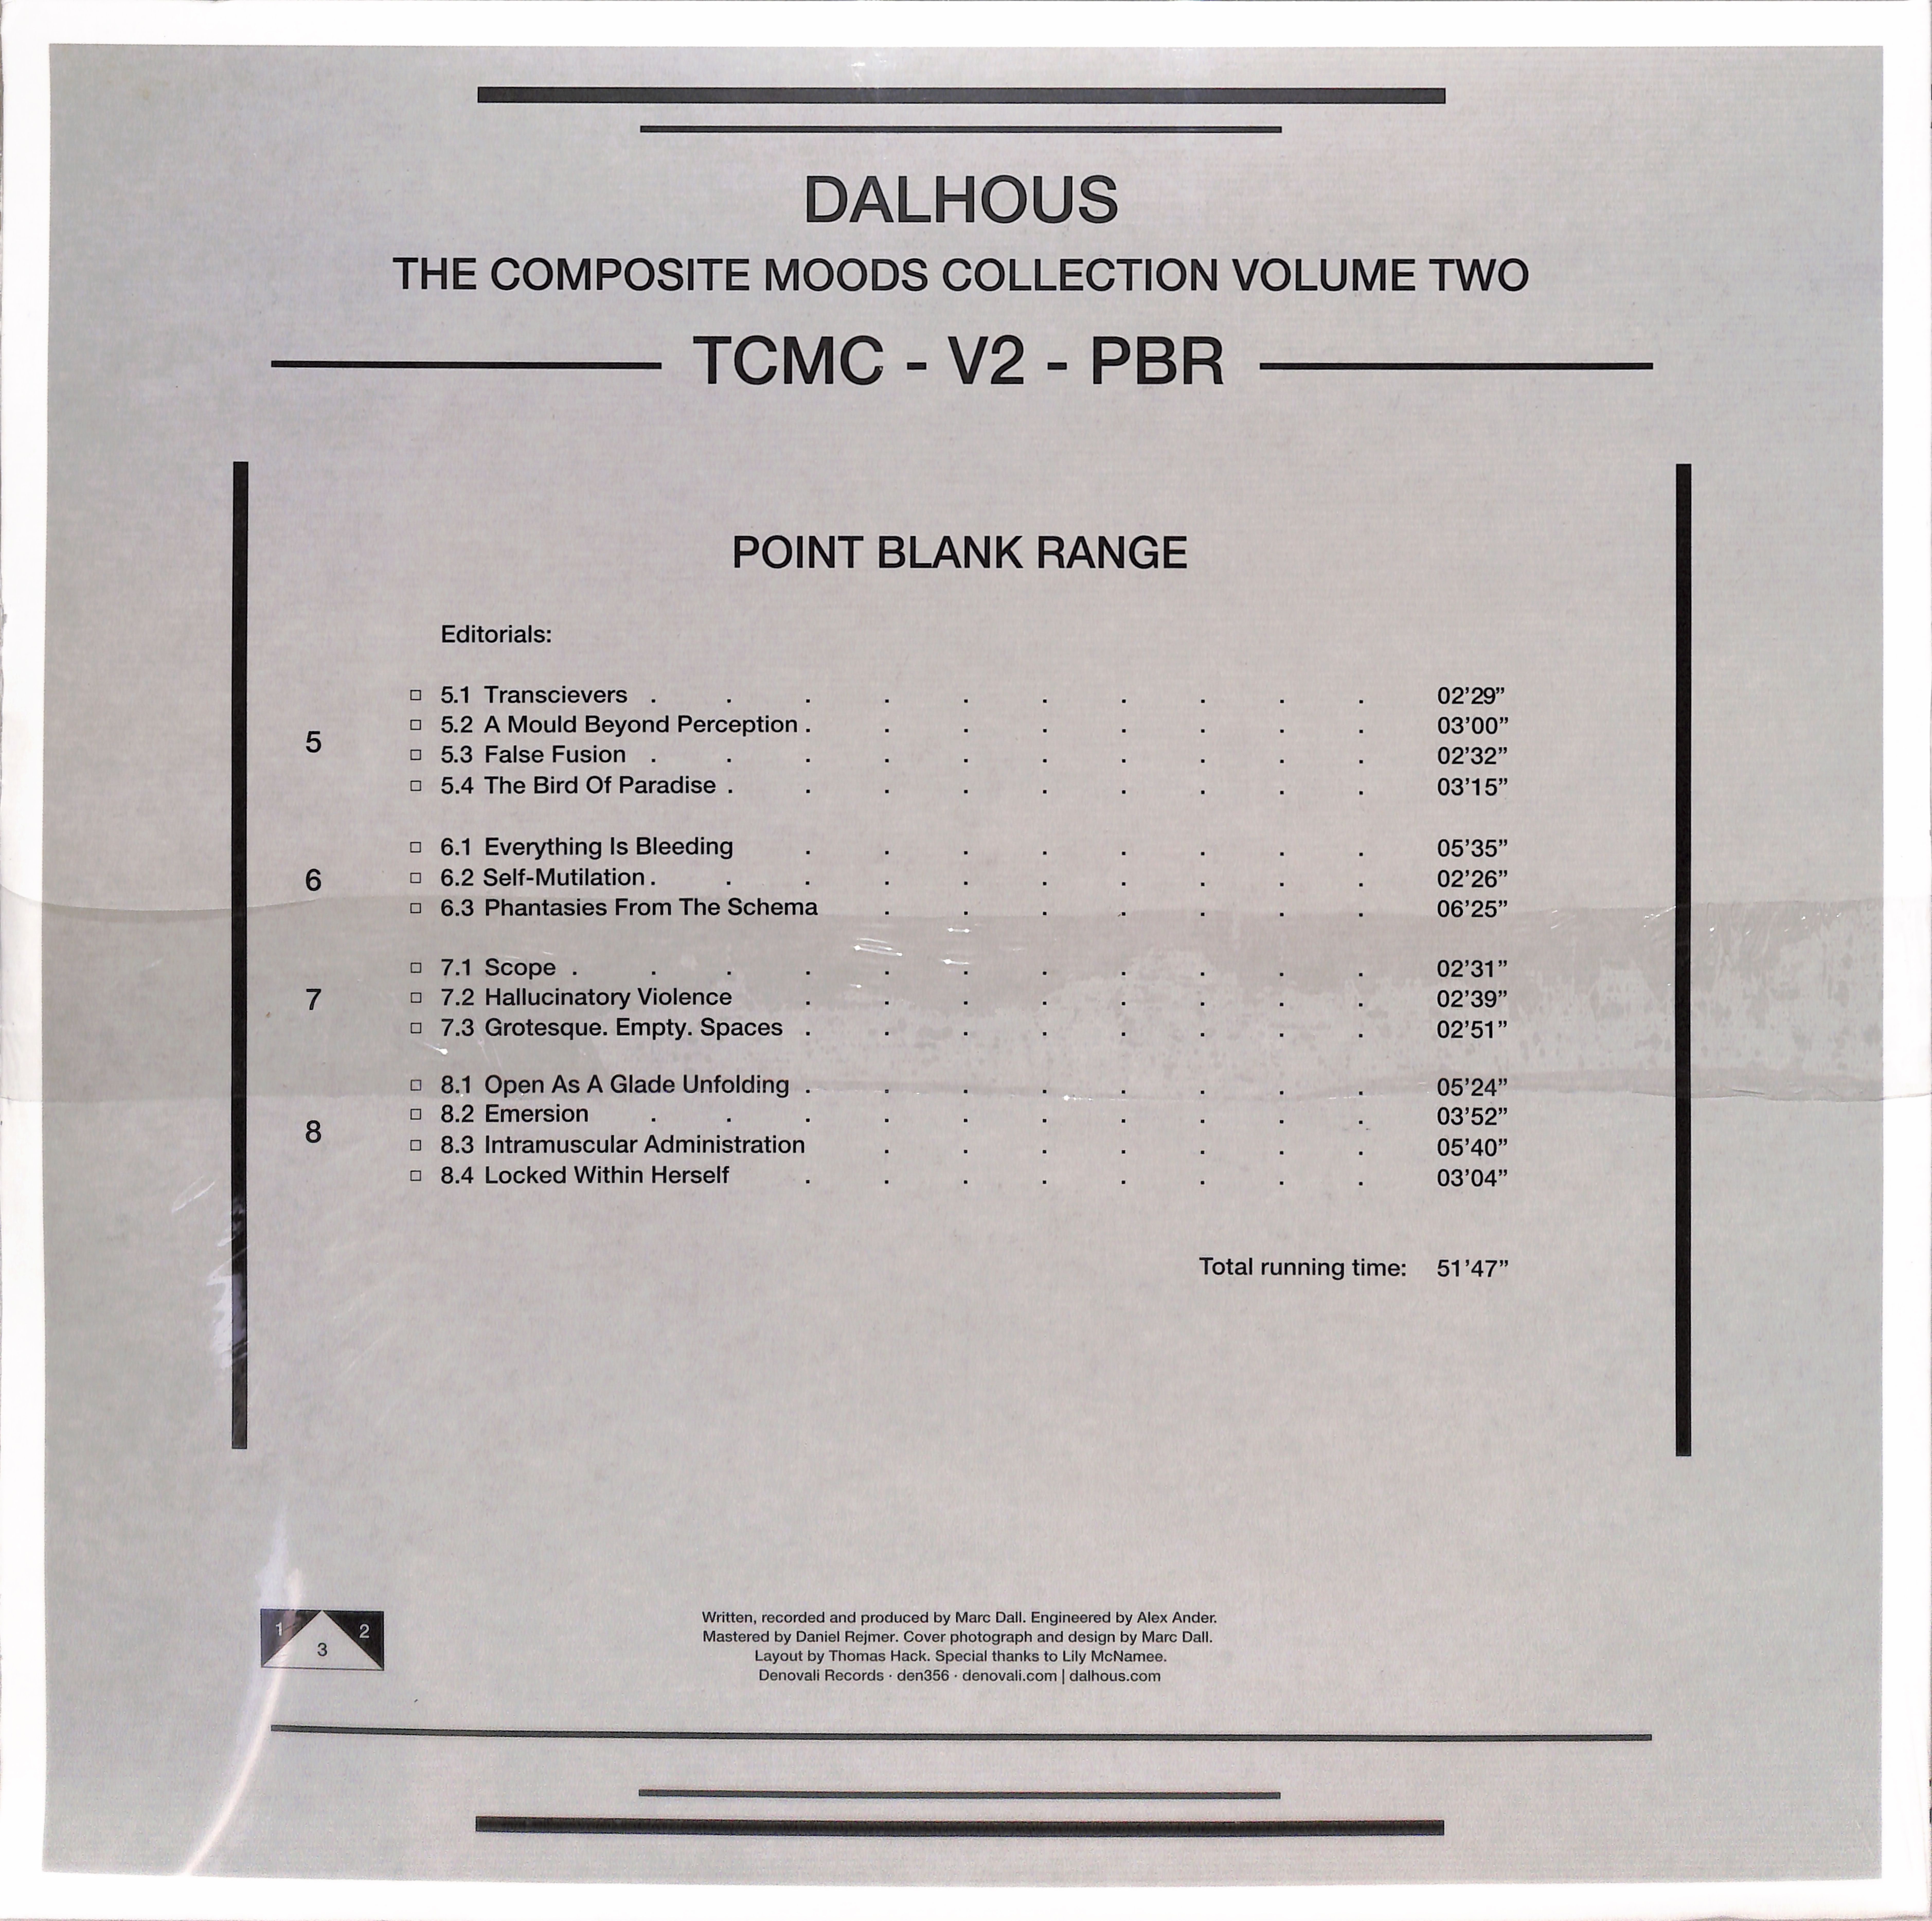 DALHOUS
THE COMPOSITE MOODS COLLECTION VOLUME TWO
TCMC - V2 - PBR
POINT BLANK RANGE
Editorials:
5
5.1 Transcievers . . . . . . . . . . 02’29”
5.2 A Mould Beyond Perception . . . . . . . . 03’00”
5.3 False Fusion . . . . . . . . . . 02’32”
5.4 The Bird Of Paradise . . . . . . . . . 03’15”
6
6.1 Everything Is Bleeding . . . . . . . . 05’35”
6.2 Self-Mutilation . . . . . . . . . . 02’26”
6.3 Phantasies From The Schema . . . . . . . 06’25”
7
7.1 Scope . . . . . . . . . . . 02’31”
7.2 Hallucinatory Violence . . . . . . . . 02’39”
7.3 Grotesque. Empty. Spaces . . . . . . . . 02’51”
8
8.1 Open As A Glade Unfolding . . . . . . . . 05’24”
8.2 Emersion . . . . . . . . . . 03’52”
8.3 Intramuscular Administration . . . . . . . 05’40”
8.4 Locked Within Herself . . . . . . . . 03’04”
Total running time: 51’47”
1 2
3
Written, recorded and produced by Marc Dall. Engineered by Alex Ander.
Mastered by Daniel Rejmer. Cover photograph and design by Marc Dall.
Layout by Thomas Hack. Special thanks to Lily McNamee.
Denovali Records · den356 · denovali.com | dalhous.com